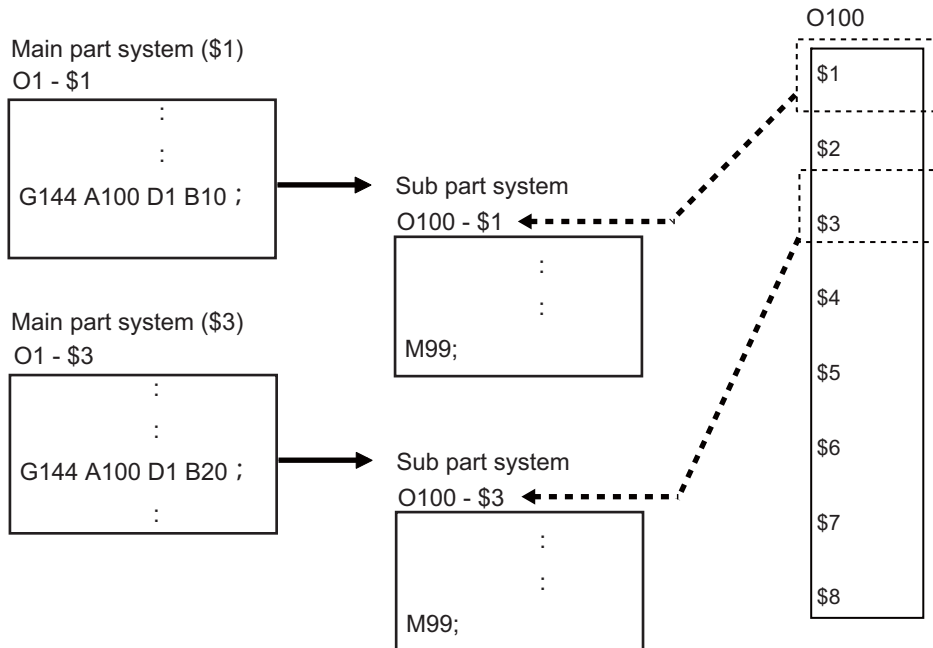 Main part system ($1)
O1 - $1
:
:
G144 A100 D1 B10 ;
Sub part system
O100 - $1
:
:
M99;
Main part system ($3)
O1 - $3
:
:
G144 A100 D1 B20 ;
:
Sub part system
O100 - $3
:
:
M99;
O100
$1
$2
$3
$4
$5
$6
$7
$8